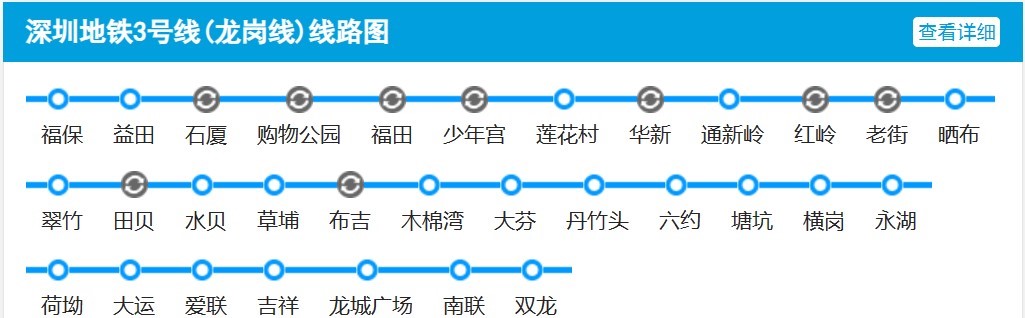 深圳地铁3号线(龙岗线)线路图 查看详细
福保 益田 石厦 购物公园 福田 少年宫 莲花村 华新 通新岭 红岭 老街 晒布
翠竹 田贝 水贝 草埔 布吉 木棉湾 大芬 丹竹头 六约 塘坑 横岗 永湖
荷坳 大运 爱联 吉祥 龙城广场 南联 双龙